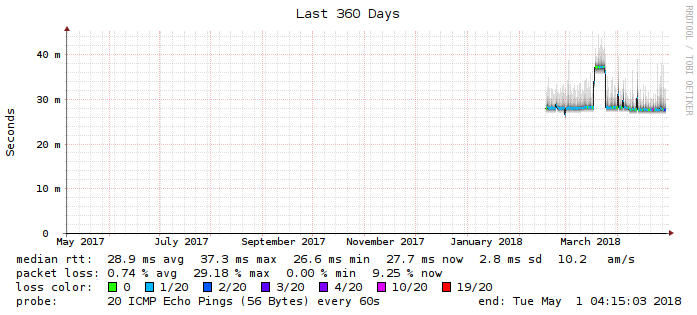 Last 360 Days
RRDTOOL / TOBI OETIKER
Seconds
40 m
30 m
20 m
10 m
0
May 2017 July 2017 September 2017 November 2017 January 2018 March 2018
median rtt: 28.9 ms avg 37.3 ms max 26.6 ms min 27.7 ms now 2.8 ms sd 10.2 am/s
packet loss: 0.74 % avg 29.18 % max 0.00 % min 9.25 % now
loss color: 0 1/20 2/20 3/20 4/20 10/20 19/20
probe: 20 ICMP Echo Pings (56 Bytes) every 60s end: Tue May 1 04:15:03 2018